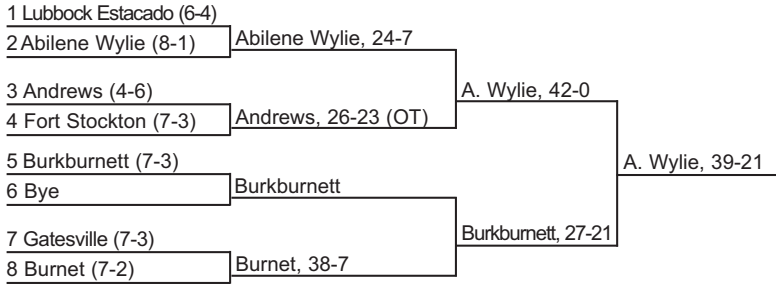 1 Lubbock Estacado (6-4)
2 Abilene Wylie (8-1)
Abilene Wylie, 24-7
3 Andrews (4-6)
A. Wylie, 42-0
4 Fort Stockton (7-3)
Andrews, 26-23 (OT)
5 Burkburnett (7-3)
A. Wylie, 39-21
6 Bye
Burkburnett
7 Gatesville (7-3)
Burkburnett, 27-21
8 Burnet (7-2)
Burnet, 38-7